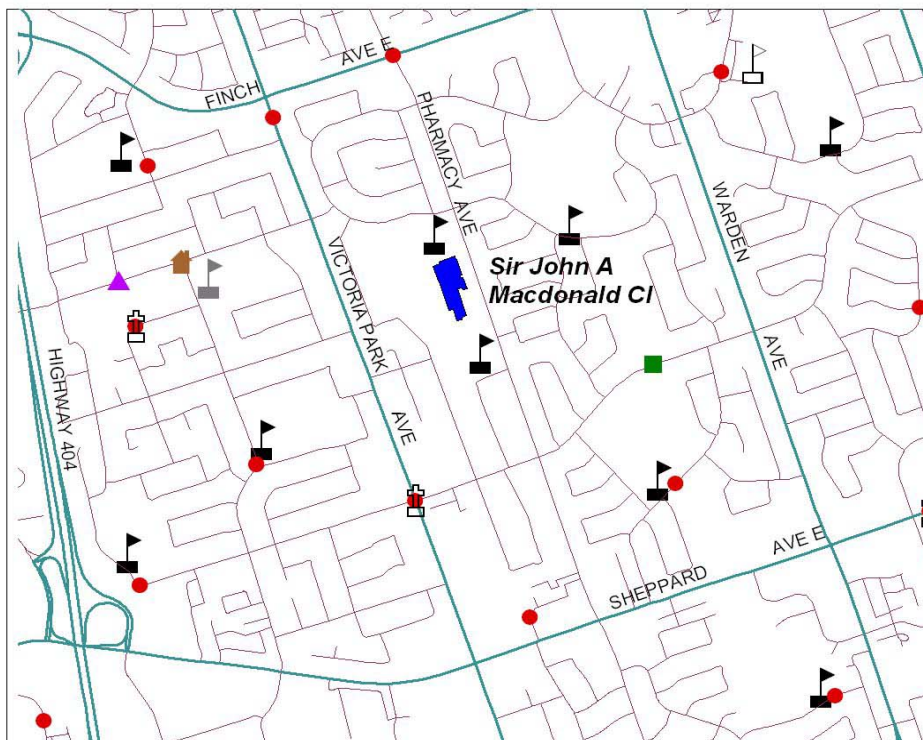 FINCH
AVE E
PHARMACY AVE
WARDEN
AVE
VICTORIA PARK
AVE
HIGHWAY 404
Sir John A
Macdonald CI
SHEPPARD
AVE E